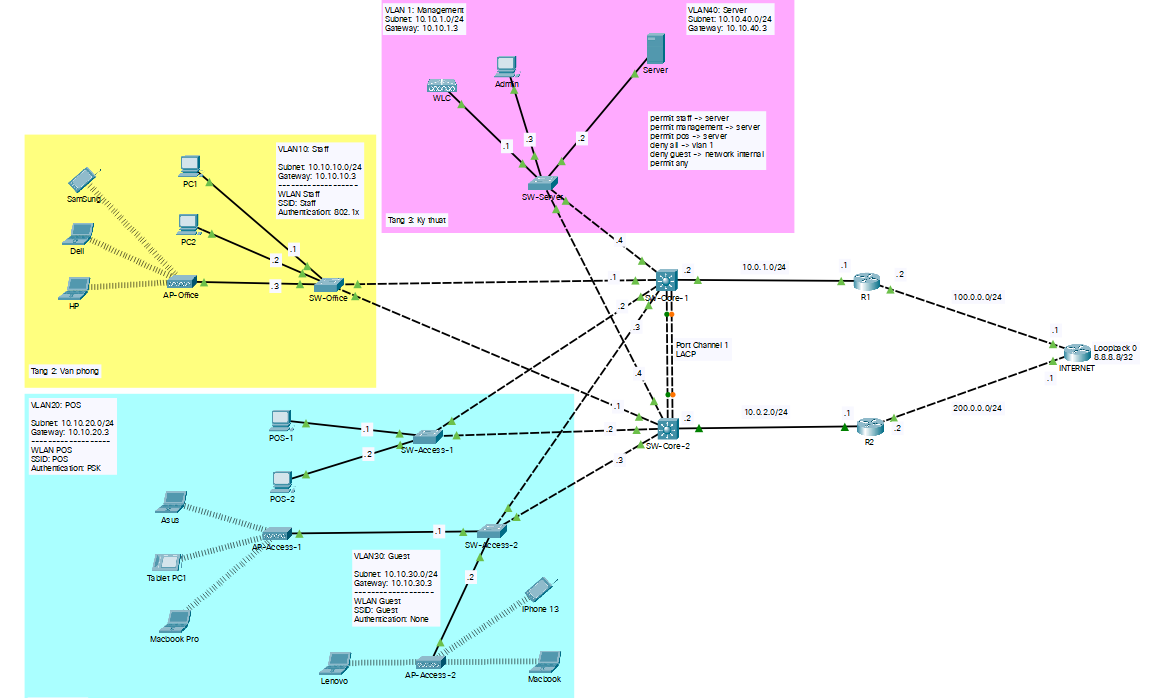 VLAN 1: Management
Subnet: 10.10.1.0/24
Gateway: 10.10.1.3
VLAN40: Server
Subnet: 10.10.40.0/24
Gateway: 10.10.40.3
Server
Admin
WLC
permit staff -> server
permit management -> server
permit pos -> server
deny all -> vlan 1
deny guest -> network internal
permit any
.1
.3
.2
SW-Server
Tang 3: Ky thuat
VLAN10: Staff
Subnet: 10.10.10.0/24
Gateway: 10.10.10.3
--------------------
WLAN Staff
SSID: Staff
Authentication: 802.1x
PC1
SamSung
PC2
Dell
HP
AP-Office
SW-Office
.1
.2
.3
Tang 2: Van phong
.4
.1
.2
.3
SW-Core-1
.2
10.0.1.0/24
.1
R1
.2
100.0.0.0/24
.1
Port Channel 1
LACP
Loopback 0
8.8.8.8/32
INTERNET
.1
.4
.1
.2
.3
SW-Core-2
.2
10.0.2.0/24
.1
R2
.2
200.0.0.0/24
VLAN20: POS
Subnet: 10.10.20.0/24
Gateway: 10.10.20.3
--------------------
WLAN POS
SSID: POS
Authentication: PSK
POS-1
.1
SW-Access-1
.2
POS-2
Asus
AP-Access-1
.1
SW-Access-2
Tablet PC1
Macbook Pro
VLAN30: Guest
Subnet: 10.10.30.0/24
Gateway: 10.10.30.3
--------------------
WLAN Guest
SSID: Guest
Authentication: None
.2
iPhone 13
Lenovo
AP-Access-2
Macbook